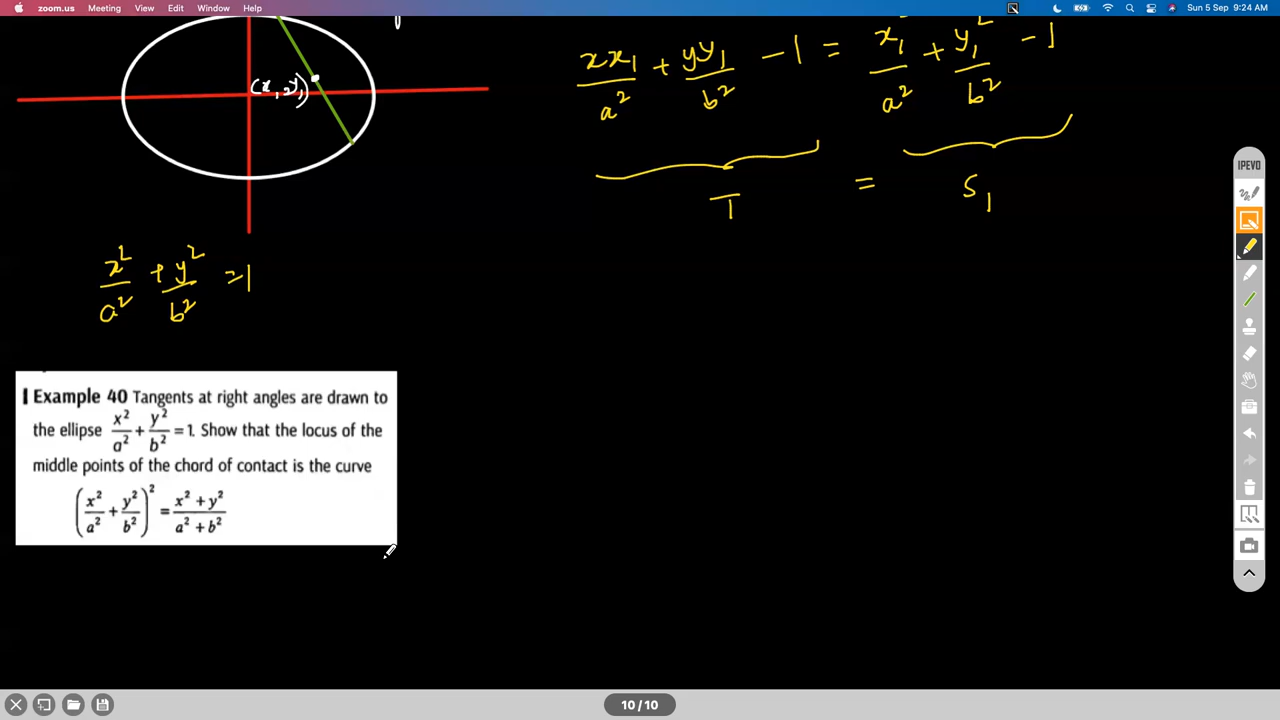 zoom.us Meeting View Edit Window Help Sun 5 Sep 9:24 AM
(x₁, y₁)
xx₁/a² + yy₁/b² - 1 = x₁²/a² + y₁²/b² - 1
T = S₁
x²/a² + y²/b² = 1
IPEVO
Example 40 Tangents at right angles are drawn to
the ellipse x²/a² + y²/b² = 1. Show that the locus of the
middle points of the chord of contact is the curve
(x²/a² + y²/b²)² = (x² + y²)/(a² + b²)
10 / 10